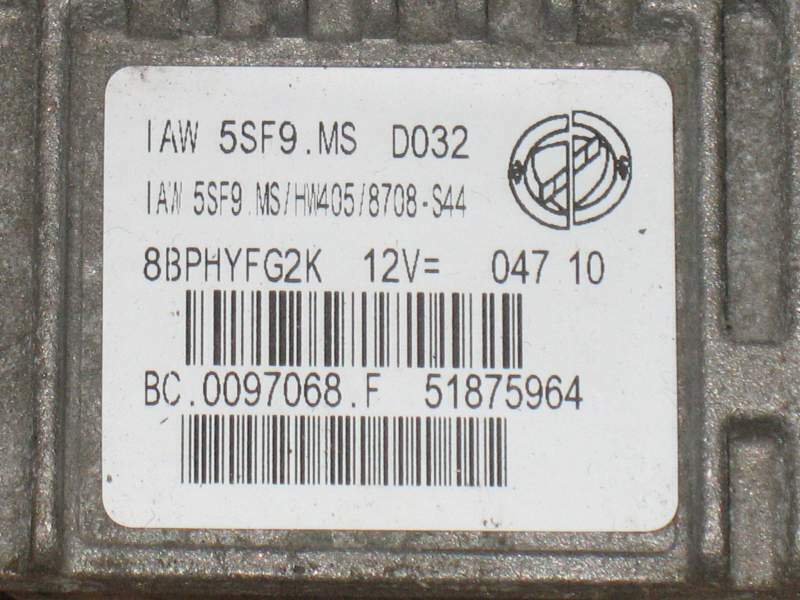 IAW 5SF9.MS D032
IAW 5SF9.MS/HW405/8708-S44
8BPHYFG2K 12V= 047 10
BC.0097068.F 51875964